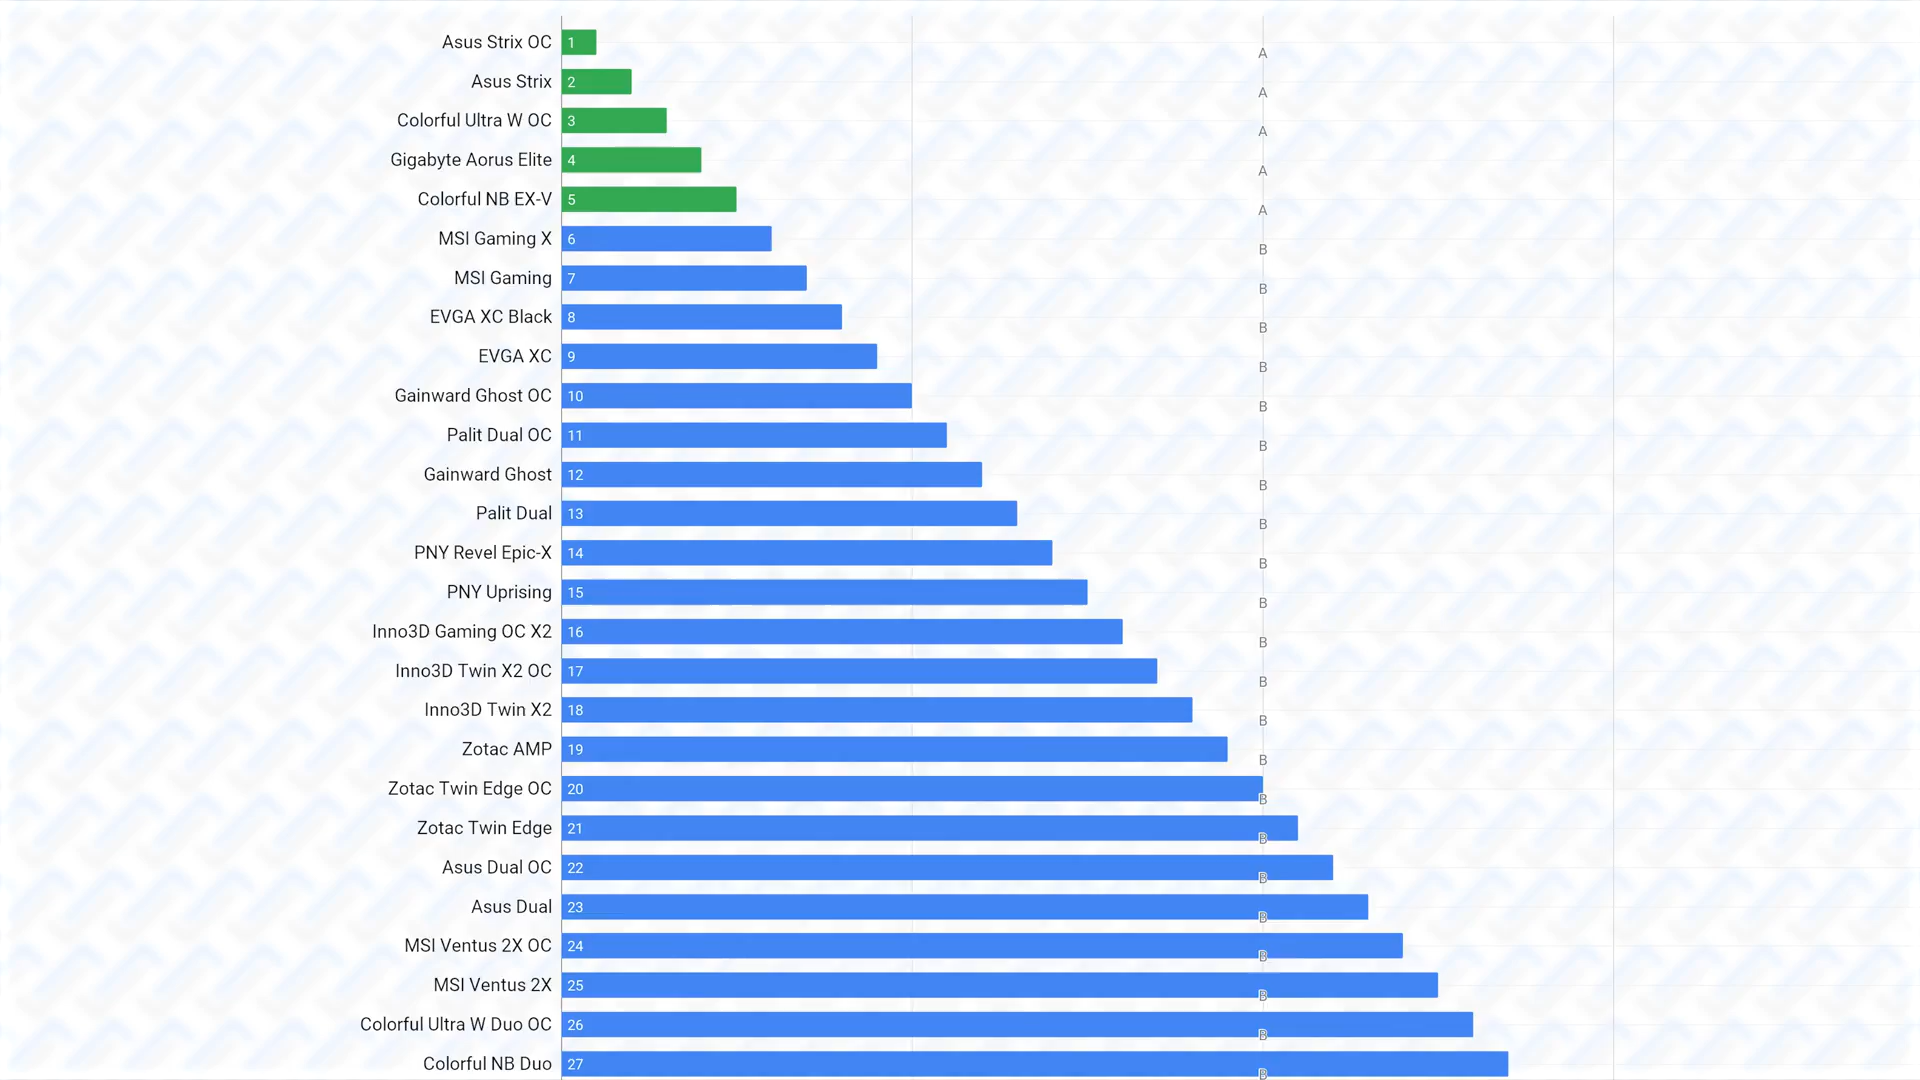 Asus Strix OC 1 A
Asus Strix 2 A
Colorful Ultra W OC 3 A
Gigabyte Aorus Elite 4 A
Colorful NB EX-V 5 A
MSI Gaming X 6 B
MSI Gaming 7 B
EVGA XC Black 8 B
EVGA XC 9 B
Gainward Ghost OC 10 B
Palit Dual OC 11 B
Gainward Ghost 12 B
Palit Dual 13 B
PNY Revel Epic-X 14 B
PNY Uprising 15 B
Inno3D Gaming OC X2 16 B
Inno3D Twin X2 OC 17 B
Inno3D Twin X2 18 B
Zotac AMP 19 B
Zotac Twin Edge OC 20 B
Zotac Twin Edge 21 B
Asus Dual OC 22 B
Asus Dual 23 B
MSI Ventus 2X OC 24 B
MSI Ventus 2X 25 B
Colorful Ultra W Duo OC 26 B
Colorful NB Duo 27 B